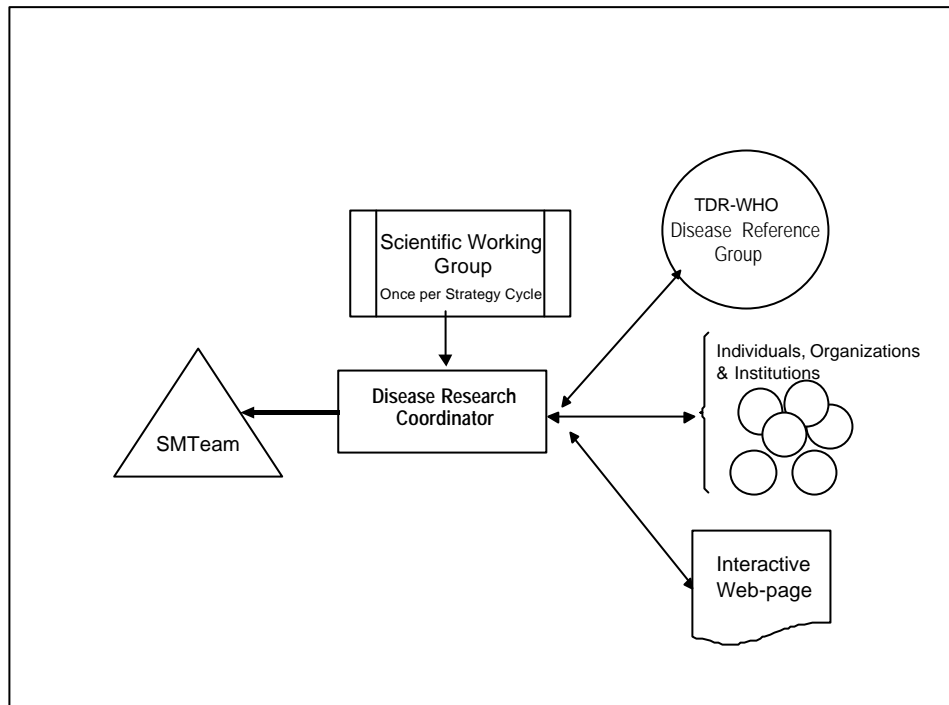 TDR-WHO
Disease Reference
Group
Scientific Working
Group
Once per Strategy Cycle
Individuals, Organizations
& Institutions
Disease Research
Coordinator
SMTeam
Interactive
Web-page